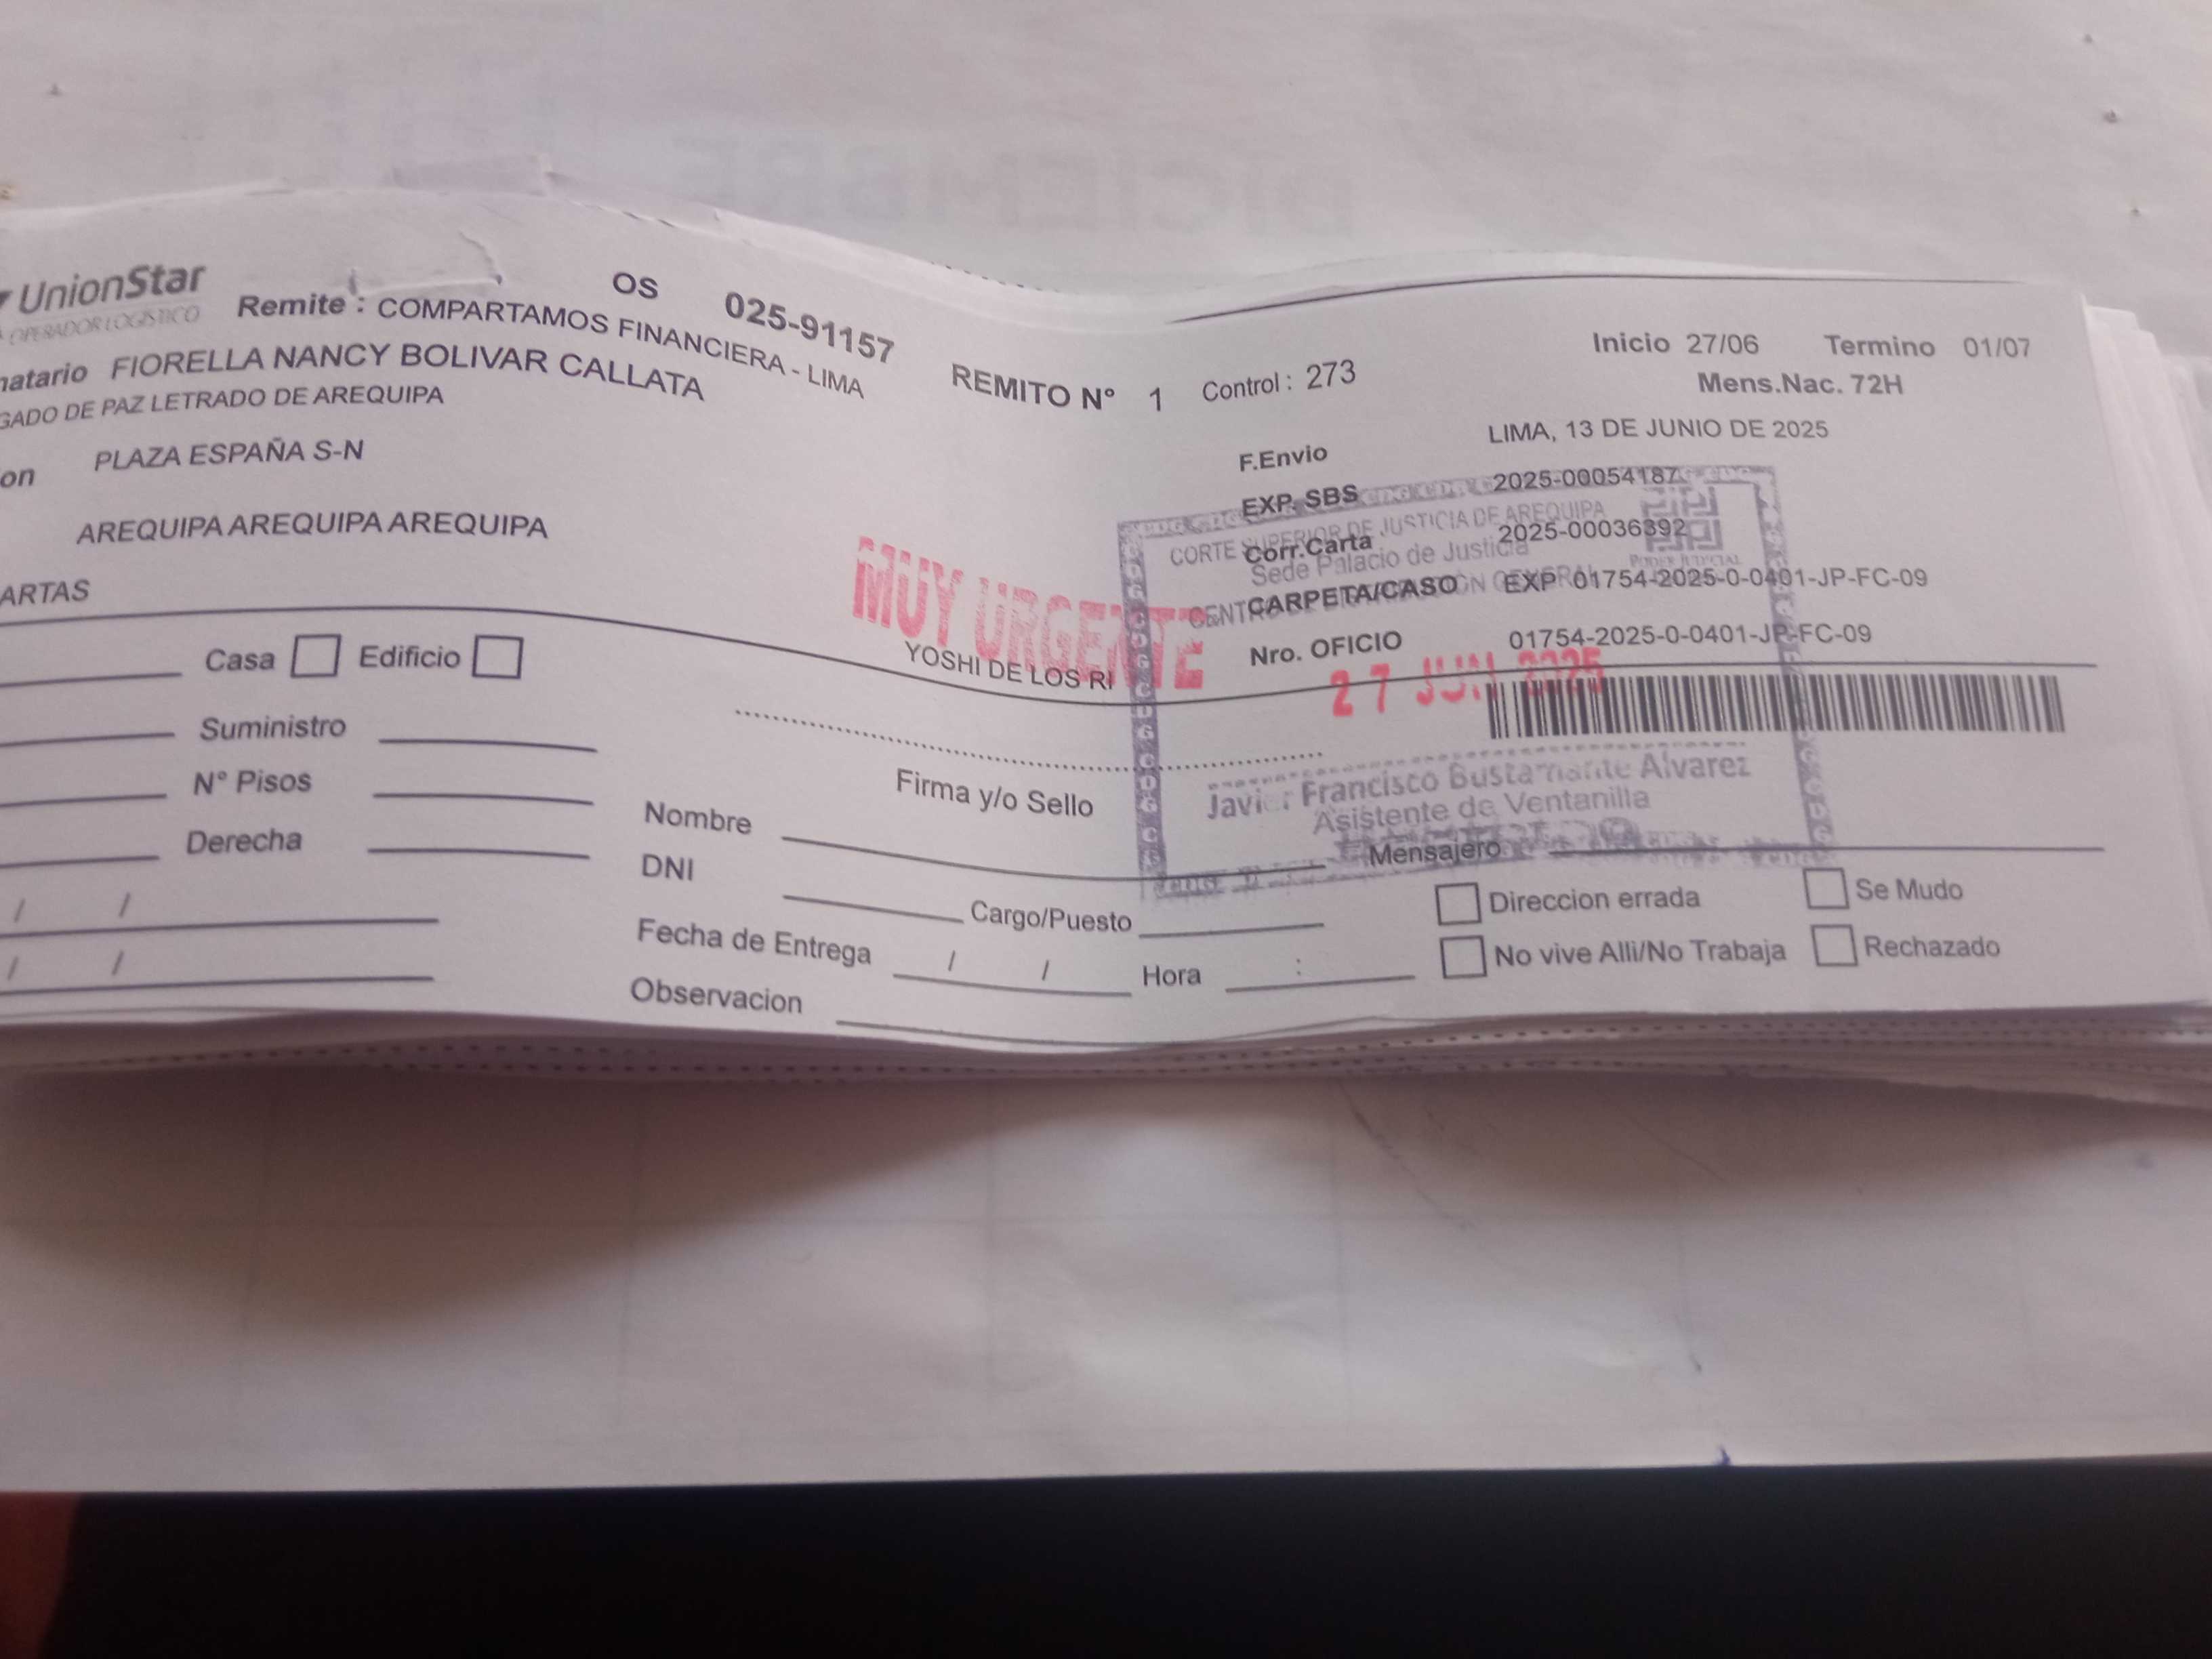 UnionStar
OPERADOR LOGISTICO
OS 025-91157
Remite : COMPARTAMOS FINANCIERA - LIMA
REMITO N° 1 Control : 273
Inicio 27/06 Termino 01/07
Mens.Nac. 72H
natario FIORELLA NANCY BOLIVAR CALLATA
GADO DE PAZ LETRADO DE AREQUIPA
on PLAZA ESPAÑA S-N
AREQUIPA AREQUIPA AREQUIPA
ARTAS
F.Envio LIMA, 13 DE JUNIO DE 2025
EXP. SBS 2025-00054187
Corr.Carta 2025-00036392
CARPETA/CASO EXP 01754-2025-0-0401-JP-FC-09
Nro. OFICIO 01754-2025-0-0401-JP-FC-09
CORTE SUPERIOR DE JUSTICIA DE AREQUIPA
Sede Palacio de Justicia
PODER JUDICIAL
GENERAL
MUY URGENTE
27 JUN 2025
YOSHI DE LOS RI
Javier Francisco Bustamante Alvarez
Asistente de Ventanilla
Casa Edificio
Suministro
N° Pisos
Derecha
/ /
/ /
Firma y/o Sello
Nombre
DNI Cargo/Puesto
Fecha de Entrega / / Hora :
Observacion
Mensajero
Direccion errada Se Mudo
No vive Alli/No Trabaja Rechazado
DICIEMBRE